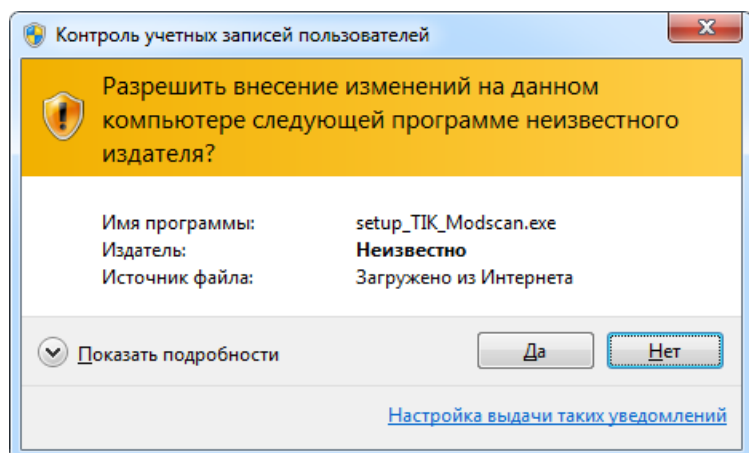 Контроль учетных записей пользователей
Разрешить внесение изменений на данном
компьютере следующей программе неизвестного
издателя?
Имя программы: setup_TIK_Modscan.exe
Издатель: Неизвестно
Источник файла: Загружено из Интернета
Показать подробности Да Нет
Настройка выдачи таких уведомлений